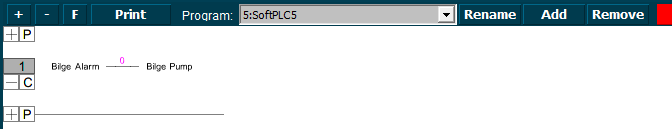 + - F Print Program: 5:SoftPLC5 Rename Add Remove
+ P
0
1 Bilge Alarm Bilge Pump
- C
+ P